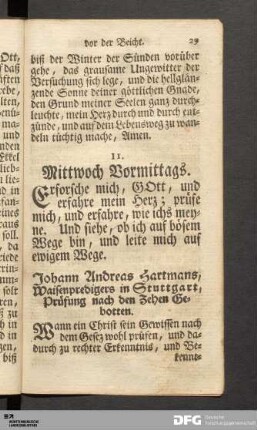 vor der Beicht. 29
biß der Winter der Sünden vorüber
gehe, das grausame Ungewitter der
Versuchung sich lege, und die hellglän-
zende Sonne deiner göttlichen Gnade,
den Grund meiner Seelen ganz durch-
leuchte, mein Herz durch und durch ent-
zünde, und auf dem Lebensweg zu wan-
deln tüchtig mache, Amen.
11.
Mittwoch Vormittags.
Erforsche mich, GOtt, und
erfahre mein Herz; prüfe
mich, und erfahre, wie ichs mey-
ne. Und siehe, ob ich auf bösem
Wege bin, und leite mich auf
ewigem Wege.
Johann Andreas Hartmanns,
Waisenpredigers in Stuttgart,
Prüfung nach den Zehen Ge-
botten.
Wann ein Christ sein Gewissen nach
dem Gesez wohl prüfen, und da-
durch zu rechter Erkenntnis, und Be-
kennt-
DFG